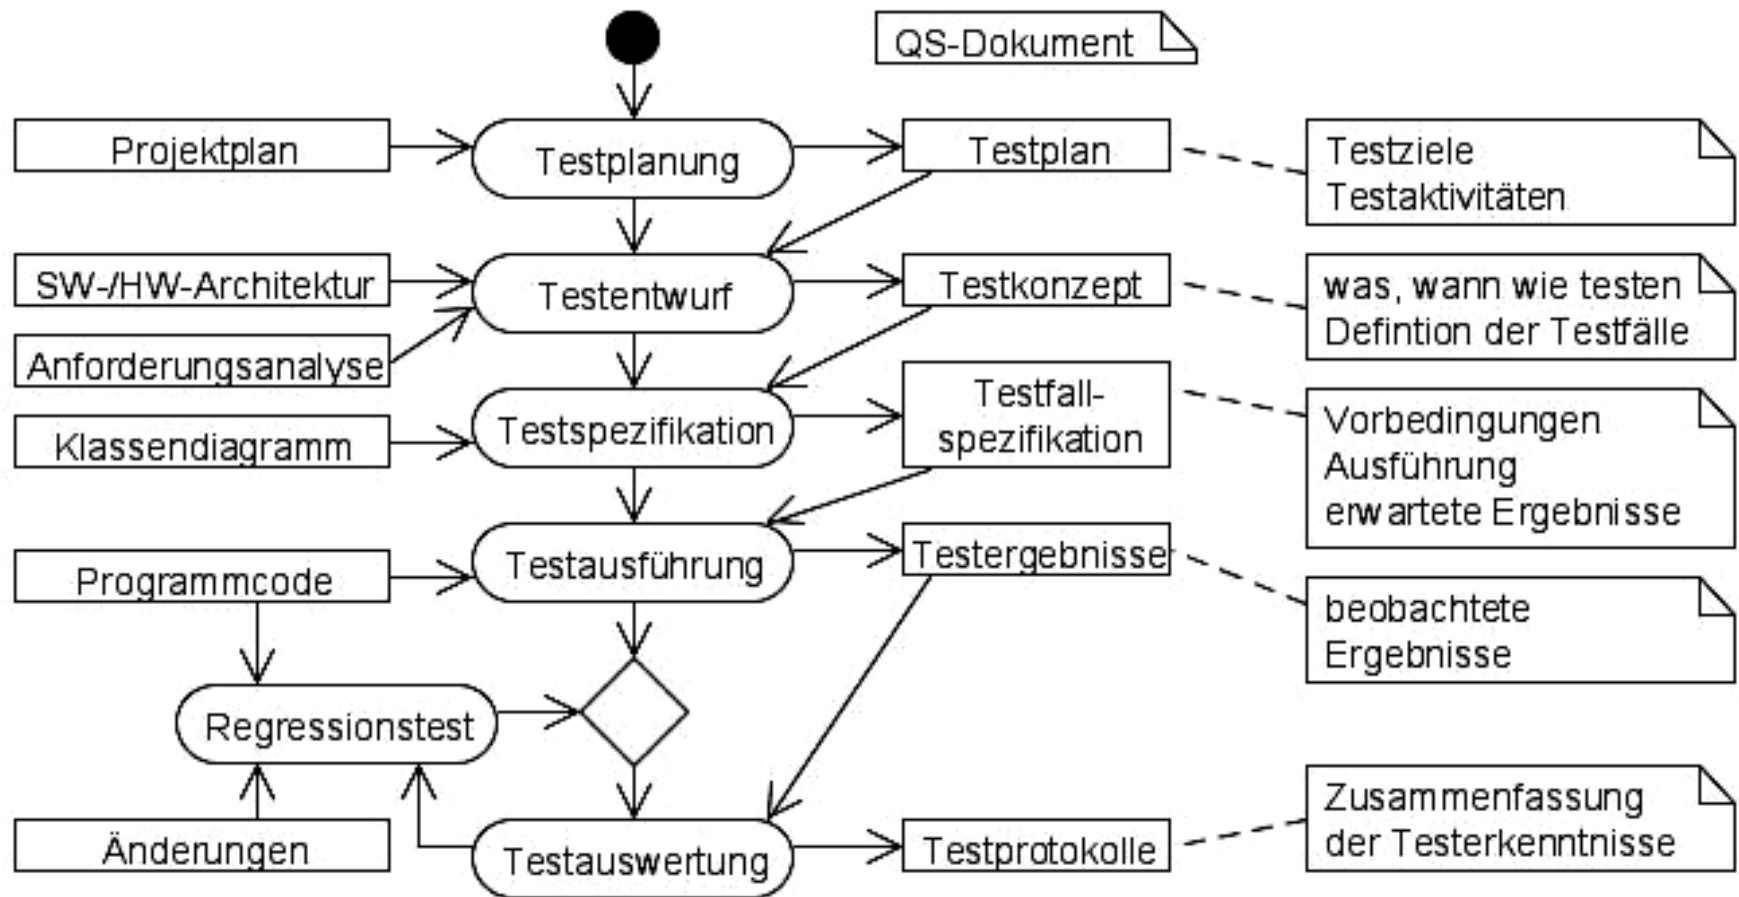 QS-Dokument
Projektplan
Testplanung
Testplan
Testziele
Testaktivitäten
SW-/HW-Architektur
Testentwurf
Testkonzept
was, wann wie testen
Defintion der Testfälle
Anforderungsanalyse
Klassendiagramm
Testspezifikation
Testfall-
spezifikation
Vorbedingungen
Ausführung
erwartete Ergebnisse
Programmcode
Testausführung
Testergebnisse
beobachtete
Ergebnisse
Regressionstest
Änderungen
Testauswertung
Testprotokolle
Zusammenfassung
der Testerkenntnisse